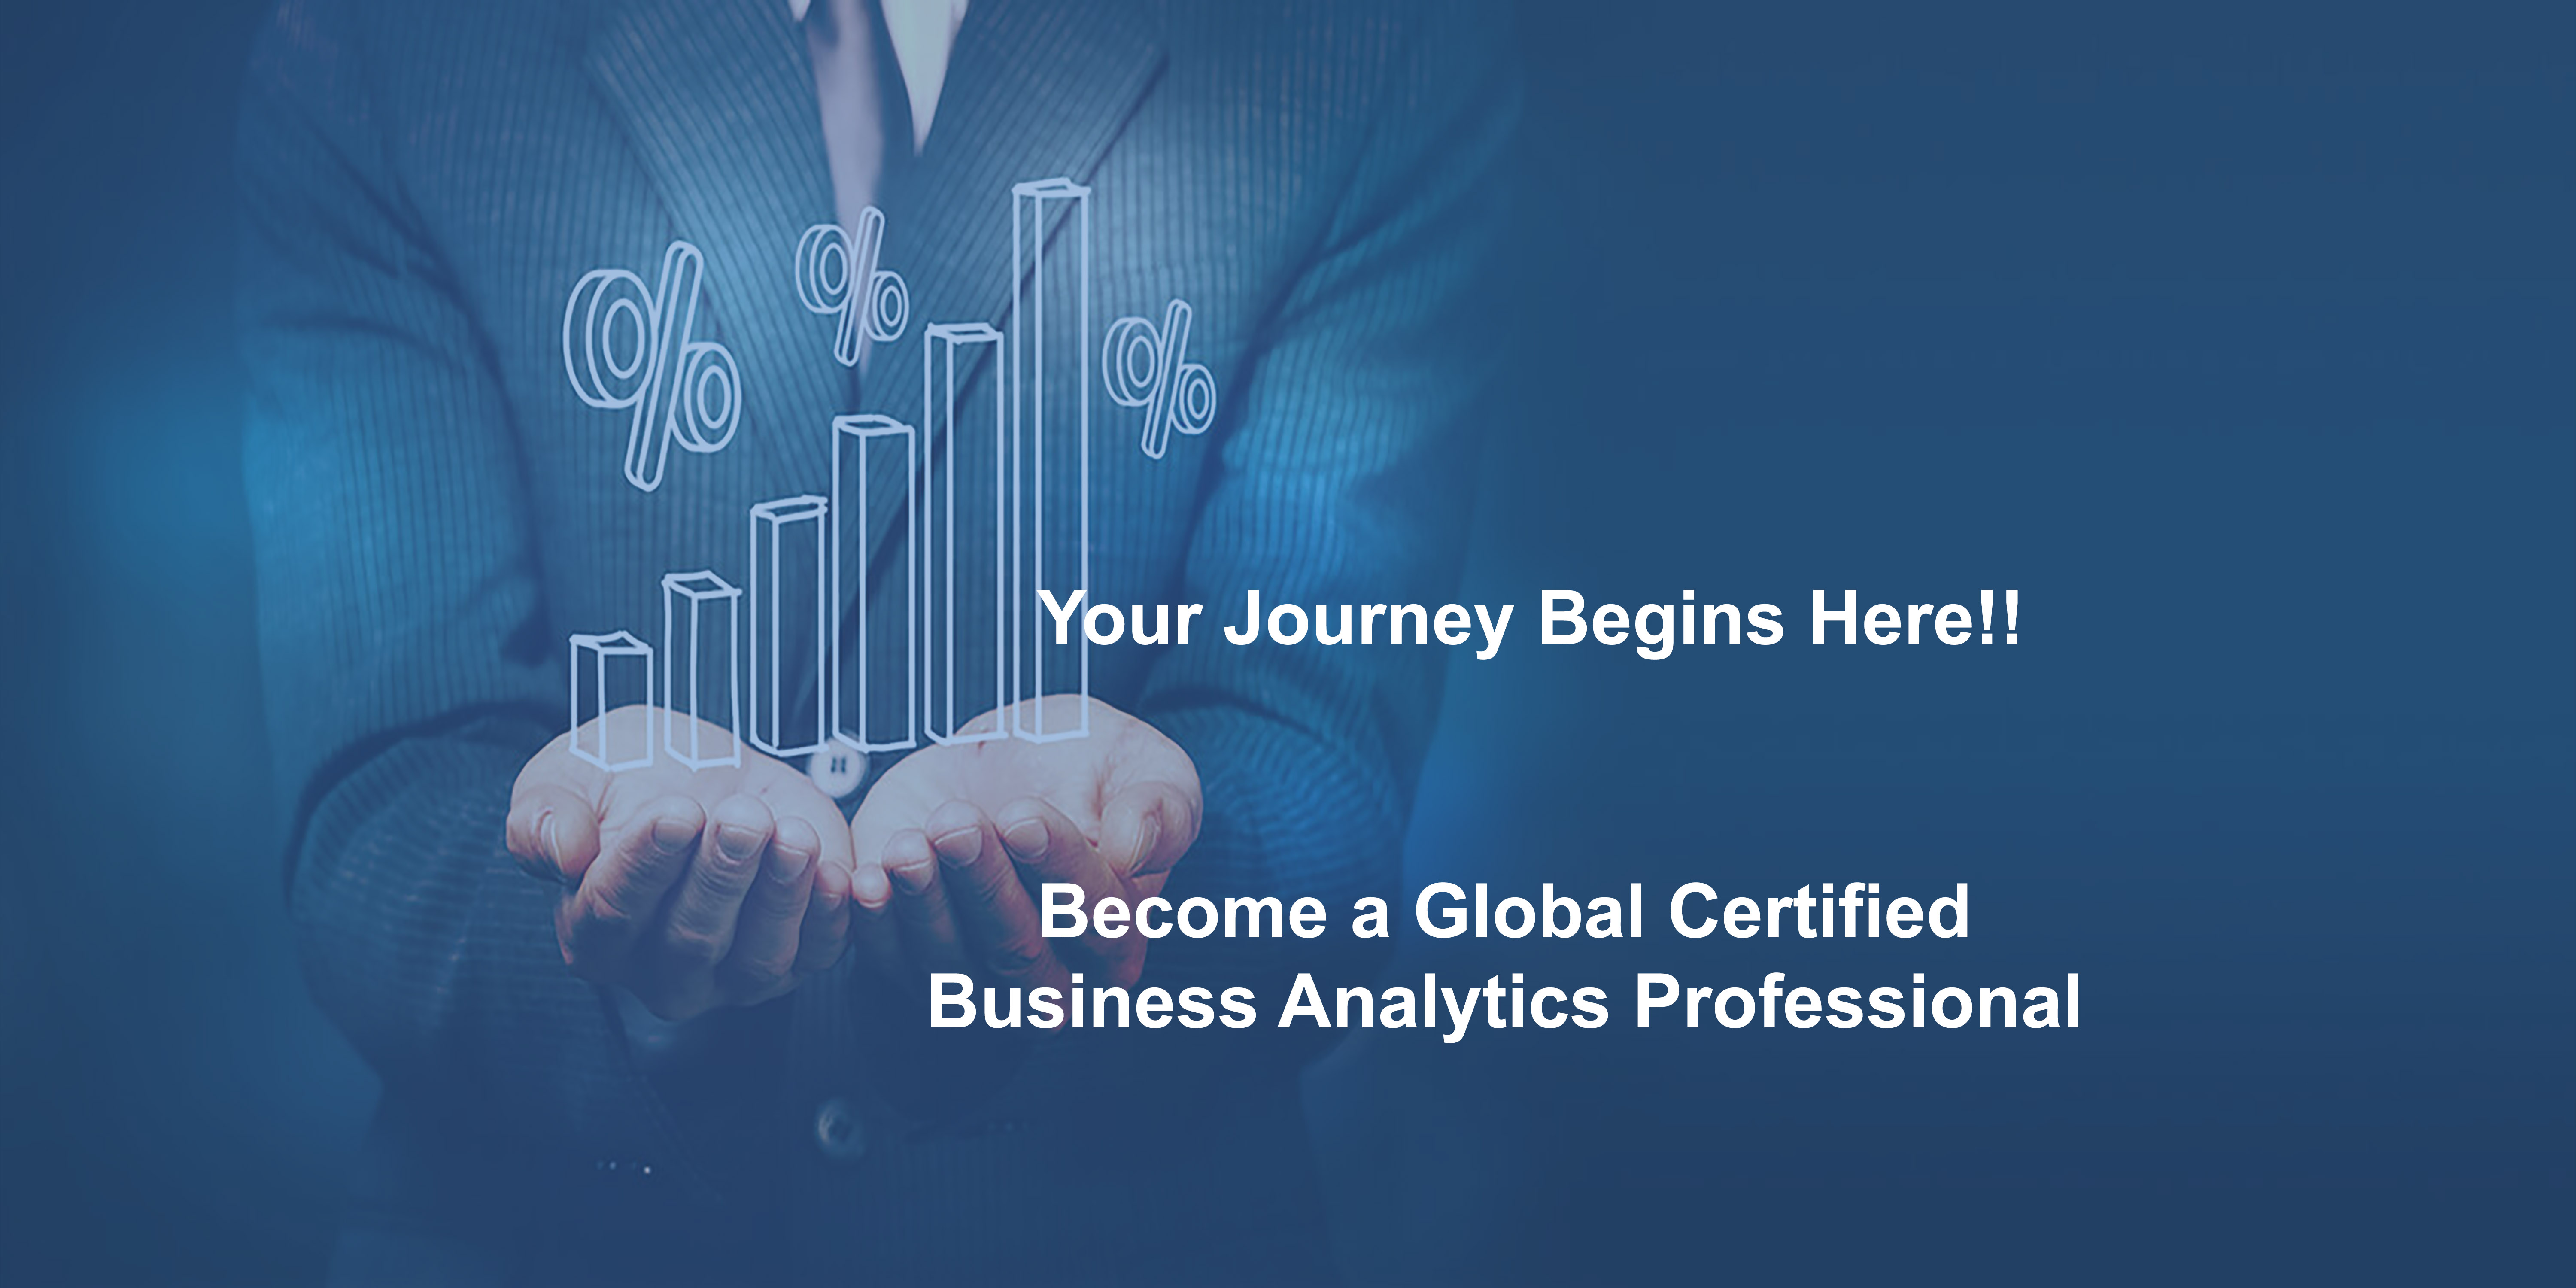 % % %
Your Journey Begins Here!!
Become a Global Certified
Business Analytics Professional